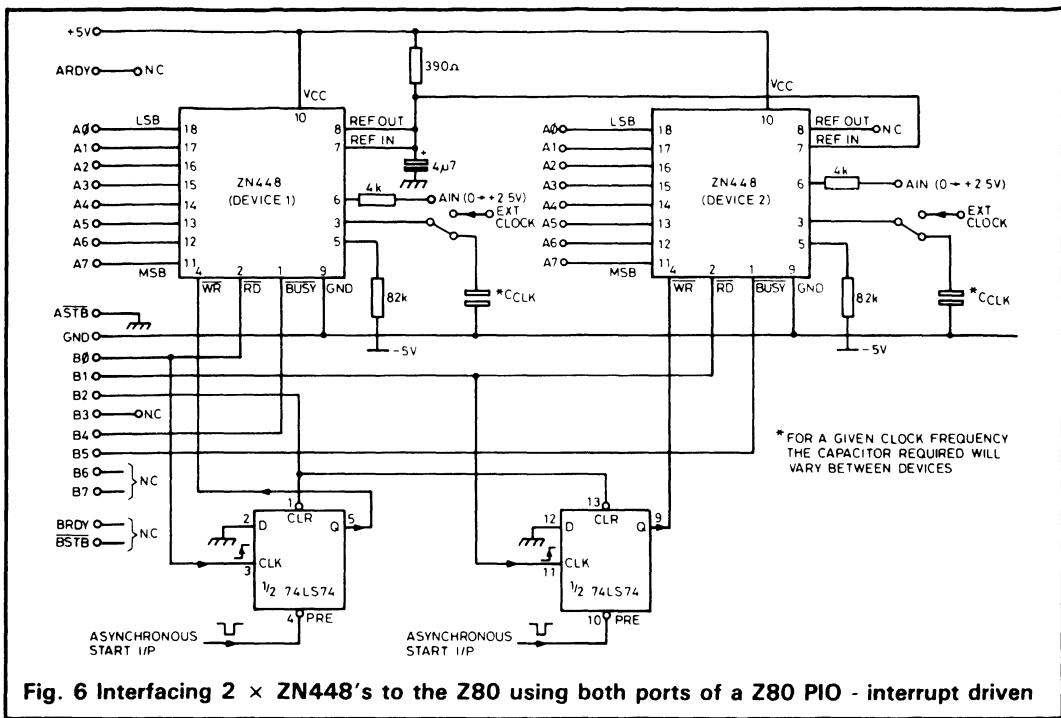 +5V
ARDY NC
390Ω
VCC
10
VCC
10
AØ LSB 18
A1 17
A2 16
A3 15
A4 14
A5 13
A6 12
A7 MSB 11
ZN448
(DEVICE 1)
8 REF OUT
7 REF IN
+
4µ7
6 4k AIN (0→+2 5V)
3
EXT
CLOCK
5
82k
*CCLK
-5V
4 2 1 9
WR RD BUSY GND
AØ LSB 18
A1 17
A2 16
A3 15
A4 14
A5 13
A6 12
A7 MSB 11
ZN448
(DEVICE 2)
8 REF OUT NC
7 REF IN
6 4k AIN (0→+2 5V)
3
EXT
CLOCK
5
82k
*CCLK
-5V
4 2 1 9
WR RD BUSY GND
ASTB
GND
BØ
B1
B2
B3 NC
B4
B5
B6
B7
NC
BRDY
BSTB
NC
*FOR A GIVEN CLOCK FREQUENCY
THE CAPACITOR REQUIRED WILL
VARY BETWEEN DEVICES
1
CLR
2 D Q 5
3 CLK
1/2 74LS74
4 PRE
ASYNCHRONOUS
START I/P
13
CLR
12 D Q 9
11 CLK
1/2 74LS74
10 PRE
ASYNCHRONOUS
START I/P
Fig. 6 Interfacing 2 × ZN448's to the Z80 using both ports of a Z80 PIO - interrupt driven